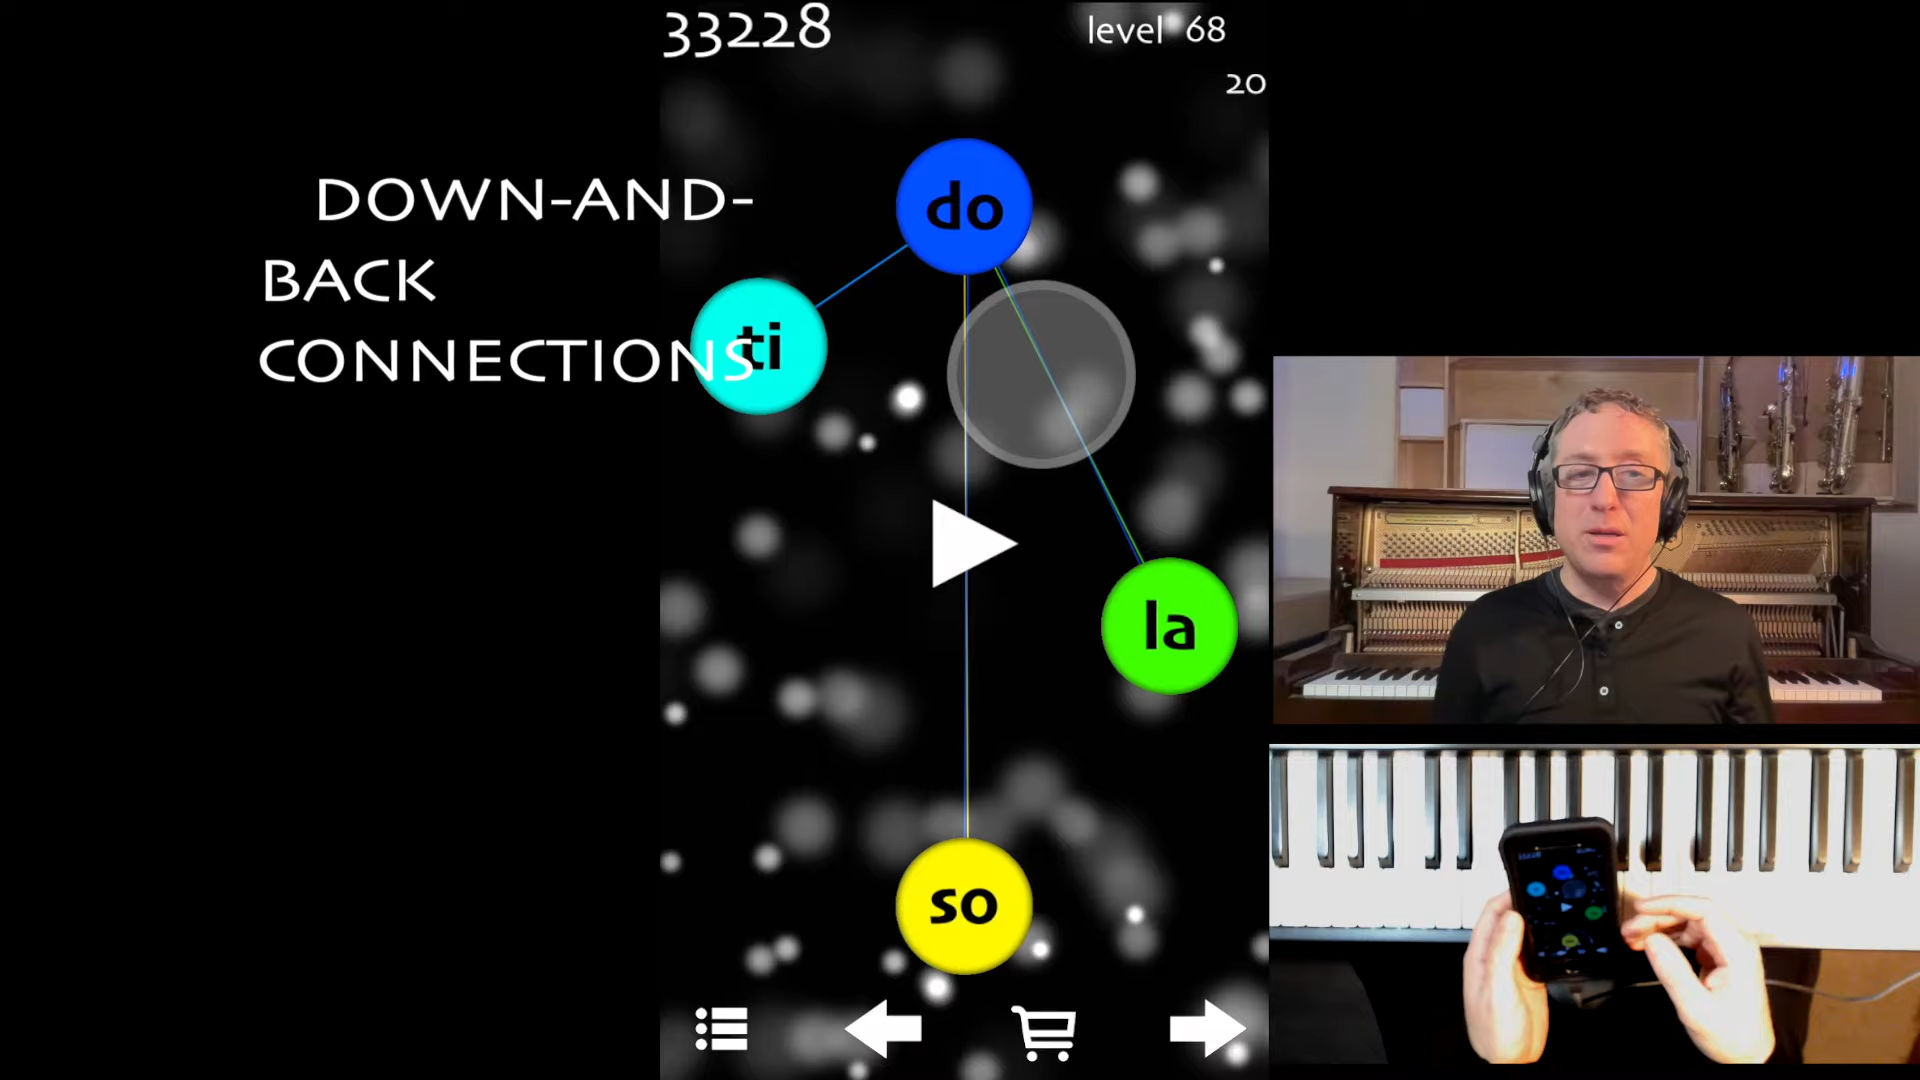 33228
level 68
20
do
DOWN-AND-
BACK
CONNECTIONS
ti
la
so